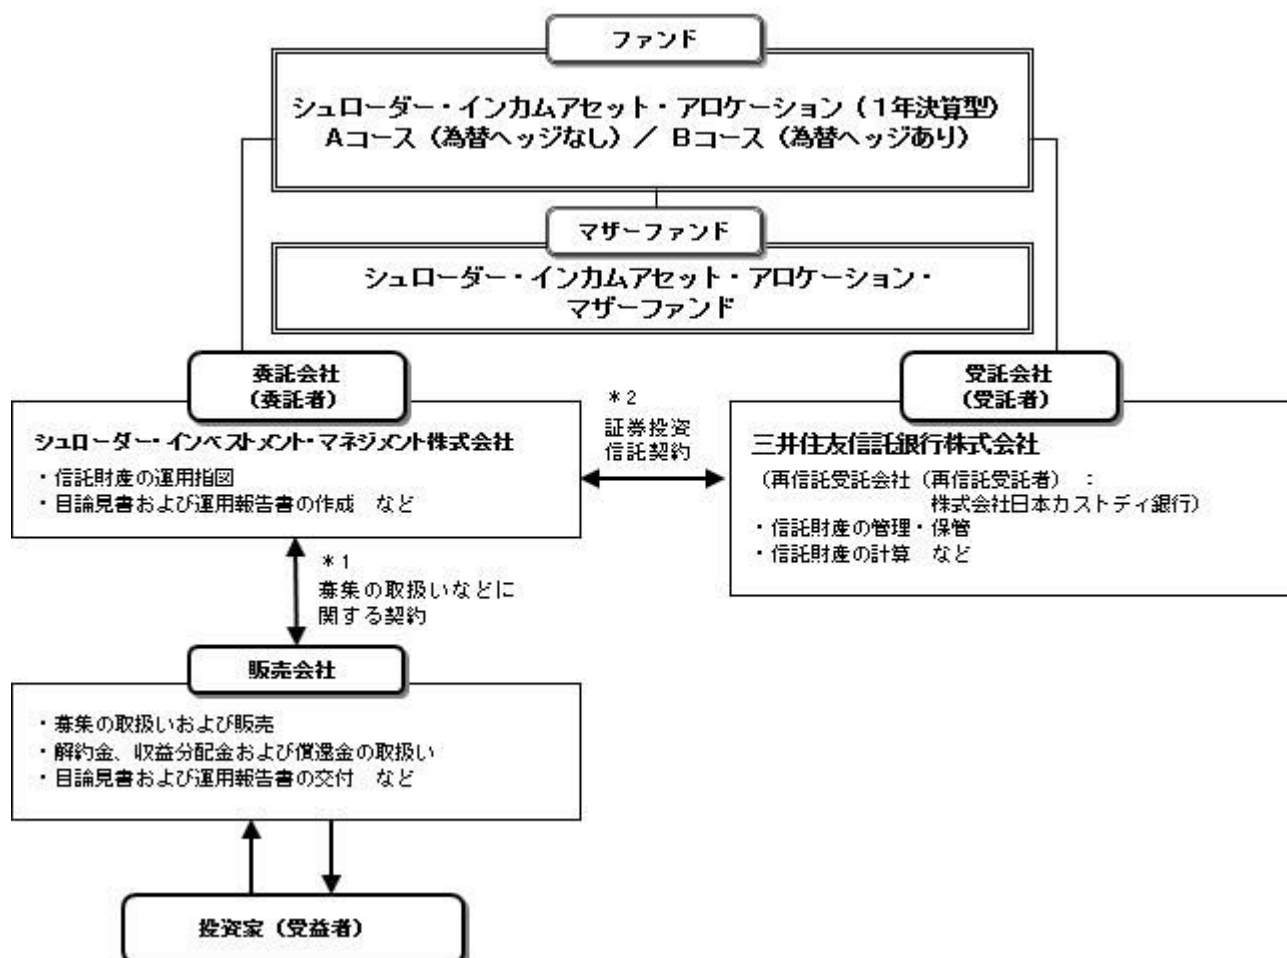 ファンド
シュローダー・インカムアセット・アロケーション（１年決算型）
Aコース（為替ヘッジなし）／ Bコース（為替ヘッジあり）
マザーファンド
シュローダー・インカムアセット・アロケーション・
マザーファンド
委託会社
（委託者）
シュローダー・インベストメント・マネジメント株式会社
・信託財産の運用指図
・目論見書および運用報告書の作成　など
＊2
証券投資
信託契約
受託会社
（受託者）
三井住友信託銀行株式会社
（再信託受託会社（再信託受託者）：
株式会社日本カストディ銀行）
・信託財産の管理・保管
・信託財産の計算　など
＊1
募集の取扱いなどに
関する契約
販売会社
・募集の取扱いおよび販売
・解約金、収益分配金および償還金の取扱い
・目論見書および運用報告書の交付　など
投資家（受益者）